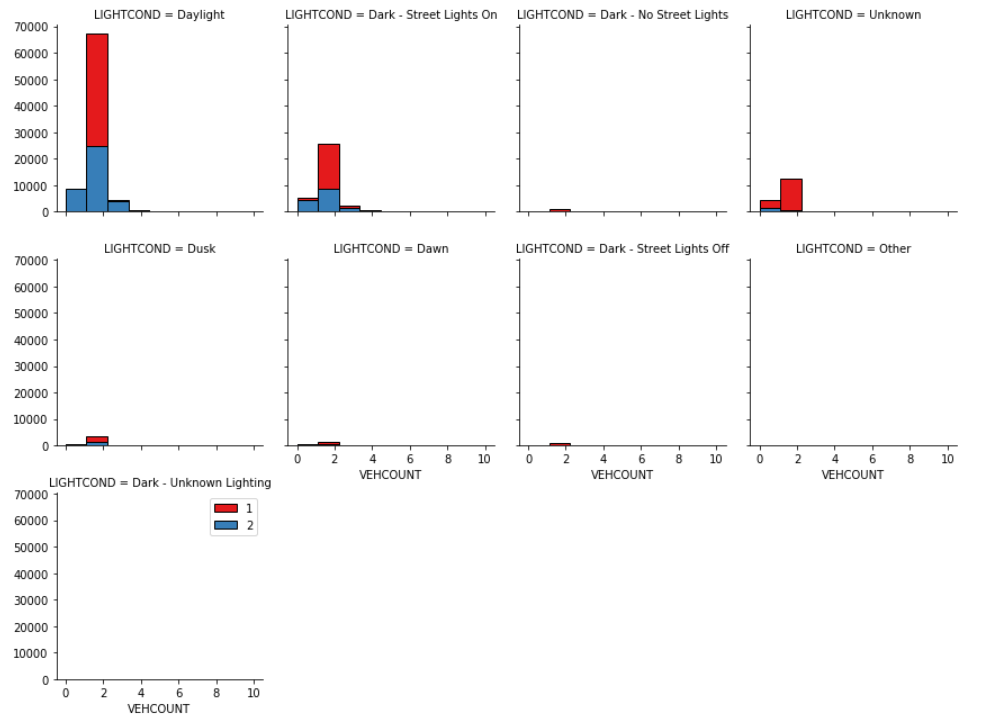 LIGHTCOND = Daylight
LIGHTCOND = Dark - Street Lights On
LIGHTCOND = Dark - No Street Lights
LIGHTCOND = Unknown
70000
60000
50000
40000
30000
20000
10000
0
LIGHTCOND = Dusk
LIGHTCOND = Dawn
LIGHTCOND = Dark - Street Lights Off
LIGHTCOND = Other
70000
60000
50000
40000
30000
20000
10000
0
0 2 4 6 8 10
VEHCOUNT
0 2 4 6 8 10
VEHCOUNT
0 2 4 6 8 10
VEHCOUNT
LIGHTCOND = Dark - Unknown Lighting
70000
60000
50000
40000
30000
20000
10000
0
1
2
0 2 4 6 8 10
VEHCOUNT